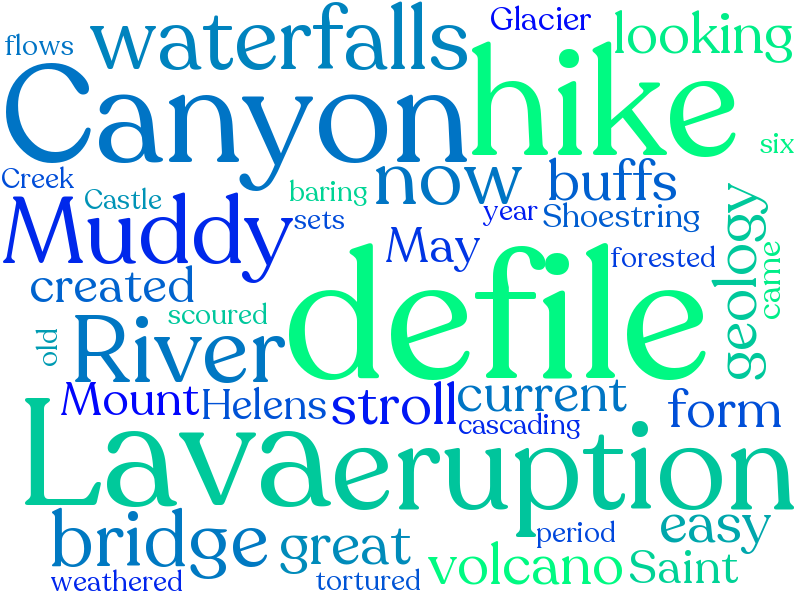 Glacier
flows
waterfalls
looking
Canyon
hike
six
Creek
Castle
baring
now
buffs
Muddy
sets
year
Shoestring
May
forested
geology
came
created
scoured
defile
old
River
Mount
Helens
stroll
current
cascading
form
Lava
eruption
bridge
great
period
easy
weathered
tortured
volcano
Saint